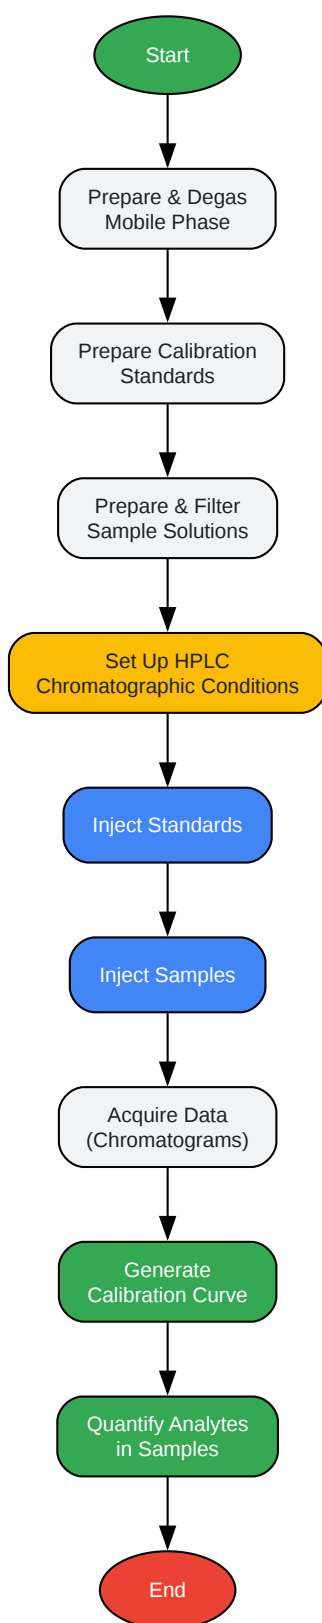 Start
Prepare & Degas
Mobile Phase
Prepare Calibration
Standards
Prepare & Filter
Sample Solutions
Set Up HPLC
Chromatographic Conditions
Inject Standards
Inject Samples
Acquire Data
(Chromatograms)
Generate
Calibration Curve
Quantify Analytes
in Samples
End